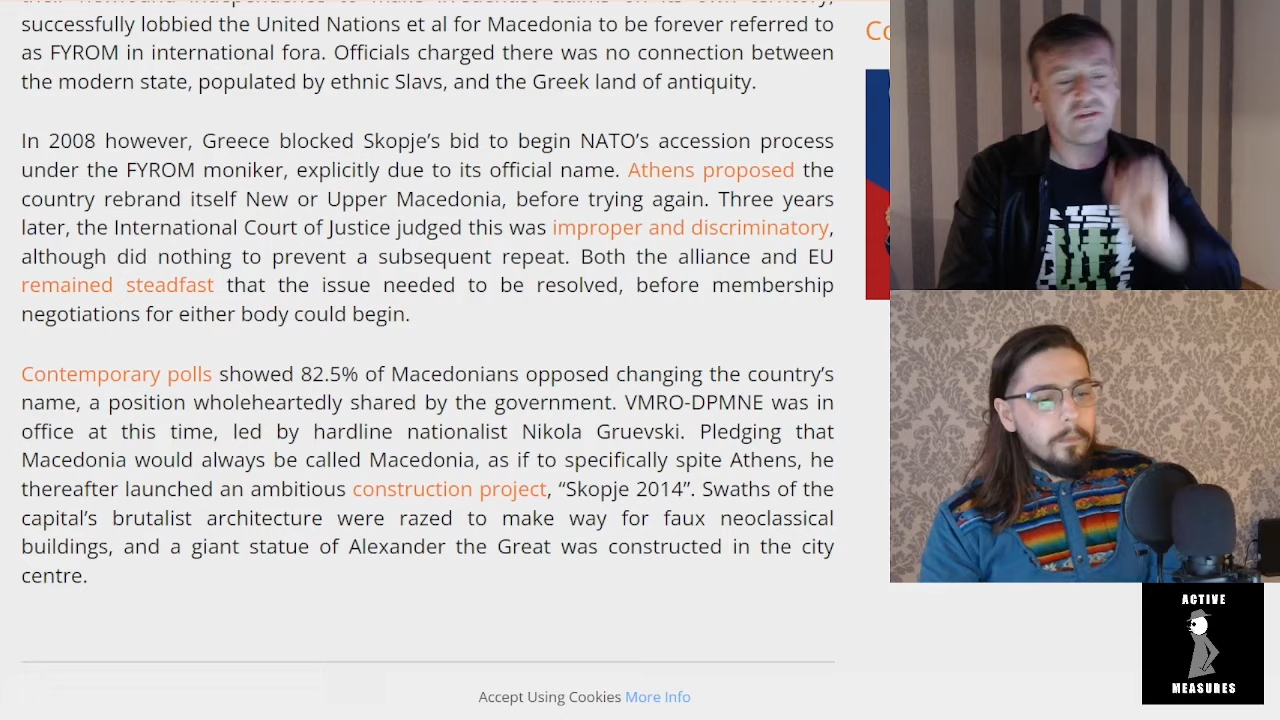 successfully lobbied the United Nations et al for Macedonia to be forever referred to
as FYROM in international fora. Officials charged there was no connection between
the modern state, populated by ethnic Slavs, and the Greek land of antiquity.
In 2008 however, Greece blocked Skopje's bid to begin NATO's accession process
under the FYROM moniker, explicitly due to its official name. Athens proposed the
country rebrand itself New or Upper Macedonia, before trying again. Three years
later, the International Court of Justice judged this was improper and discriminatory,
although did nothing to prevent a subsequent repeat. Both the alliance and EU
remained steadfast that the issue needed to be resolved, before membership
negotiations for either body could begin.
Contemporary polls showed 82.5% of Macedonians opposed changing the country's
name, a position wholeheartedly shared by the government. VMRO-DPMNE was in
office at this time, led by hardline nationalist Nikola Gruevski. Pledging that
Macedonia would always be called Macedonia, as if to specifically spite Athens, he
thereafter launched an ambitious construction project, “Skopje 2014”. Swaths of the
capital's brutalist architecture were razed to make way for faux neoclassical
buildings, and a giant statue of Alexander the Great was constructed in the city
centre.
Accept Using Cookies More Info
Co
ACTIVE
MEASURES